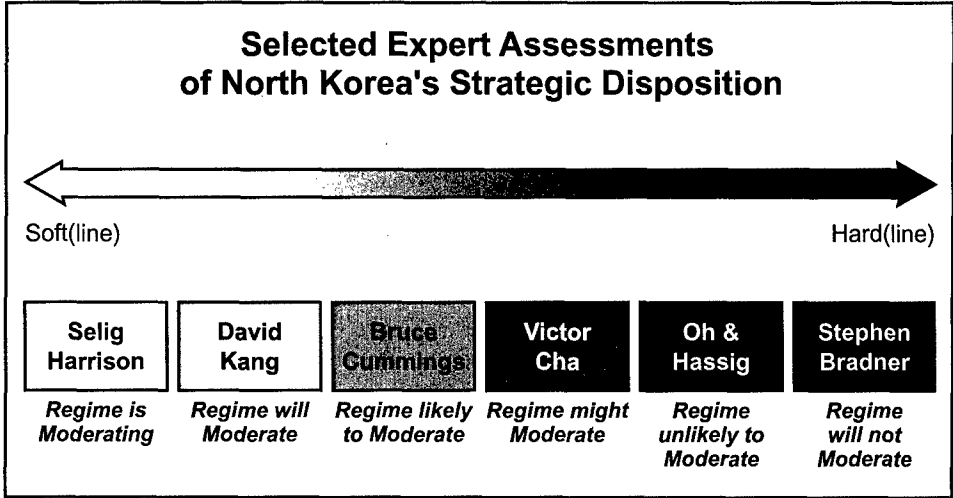 Selected Expert Assessments
of North Korea's Strategic Disposition
Soft(line)
Hard(line)
Selig
Harrison
David
Kang
Bruce
Cummings
Victor
Cha
Oh &
Hassig
Stephen
Bradner
Regime is
Moderating
Regime will
Moderate
Regime likely
to Moderate
Regime might
Moderate
Regime
unlikely to
Moderate
Regime
will not
Moderate